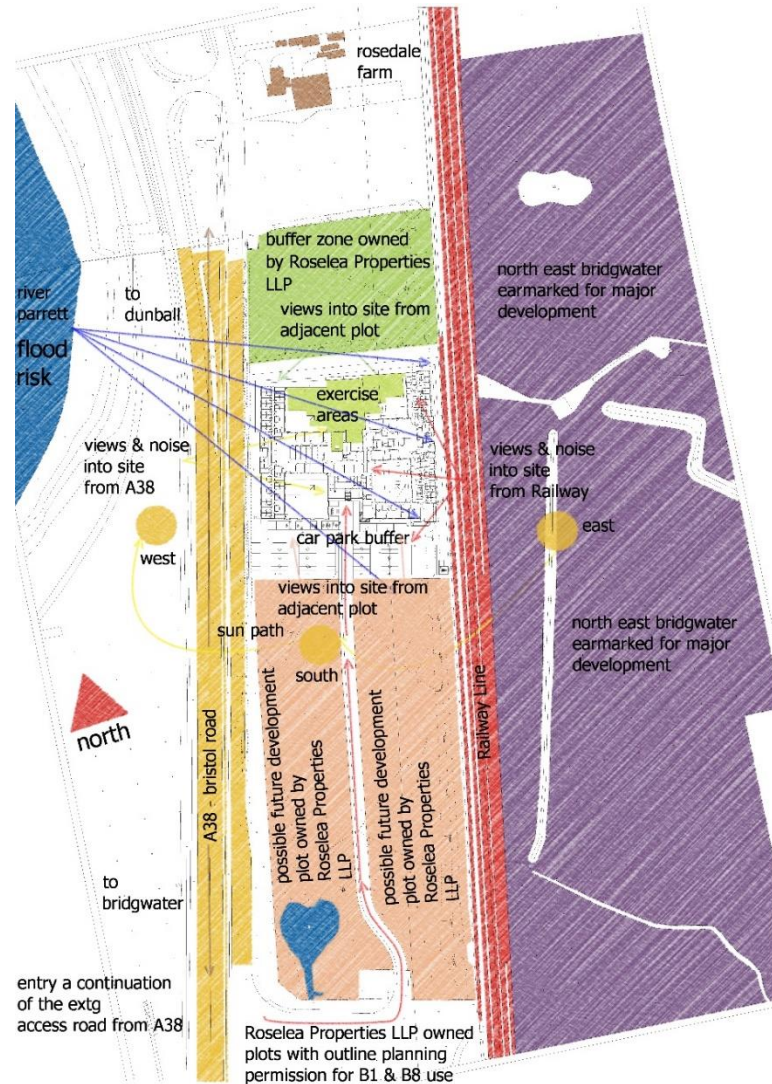 rosedale
farm
buffer zone owned
by Roselea Properties
LLP
views into site from
adjacent plot
north east bridgwater
earmarked for major
development
river
parrett
flood
risk
to
dunball
exercise
areas
views & noise
into site
from A38
views & noise
into site
from Railway
west
east
car park buffer
views into site from
adjacent plot
sun path
south
north east bridgwater
earmarked for major
development
north
A38 - bristol road
possible future development
plot owned by
Roselea Properties
LLP
possible future development
plot owned by
Roselea Properties
LLP
Railway Line
to
bridgwater
entry a continuation
of the extg
access road from A38
Roselea Properties LLP owned
plots with outline planning
permission for B1 & B8 use